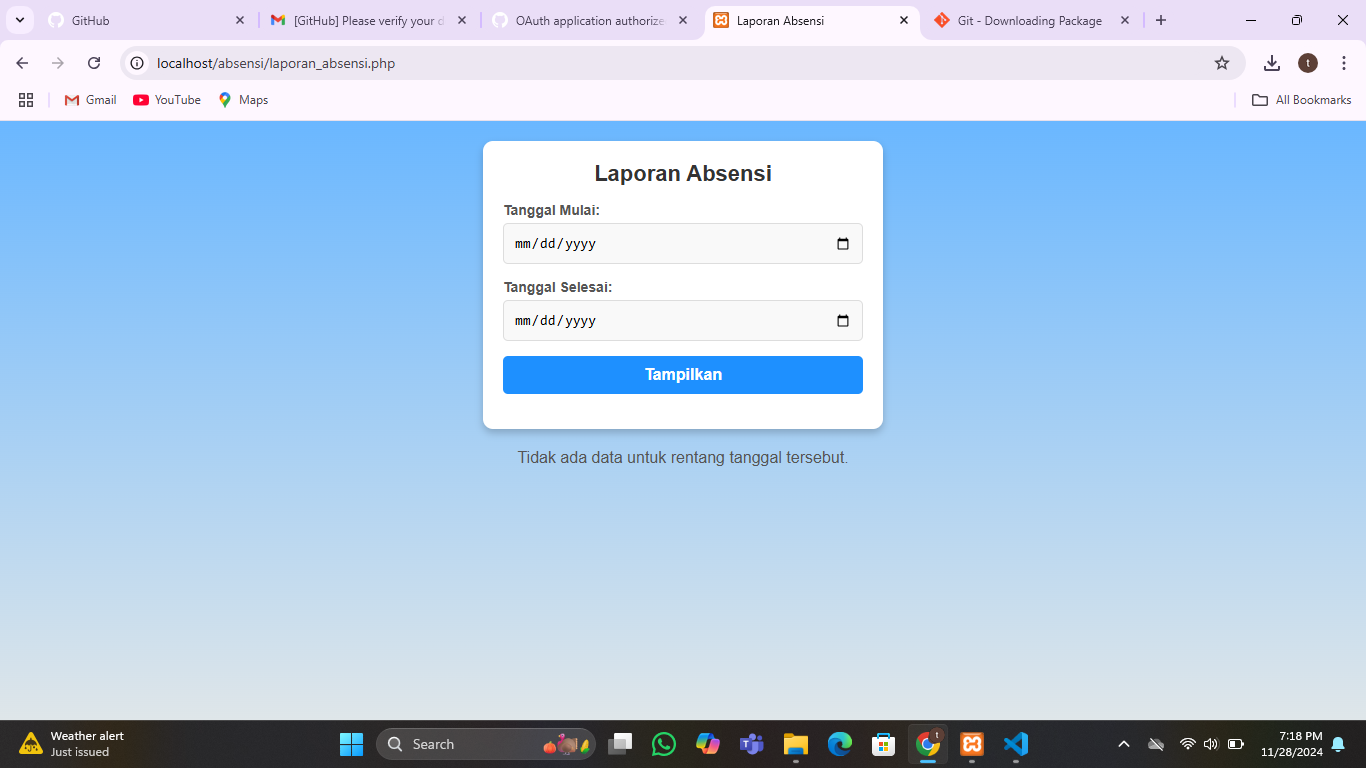 GitHub
[GitHub] Please verify your d
OAuth application authorize
Laporan Absensi
Git - Downloading Package
localhost/absensi/laporan_absensi.php
t
Gmail
YouTube
Maps
All Bookmarks
Laporan Absensi
Tanggal Mulai:
mm/dd/yyyy
Tanggal Selesai:
mm/dd/yyyy
Tampilkan
Tidak ada data untuk rentang tanggal tersebut.
Weather alert
Just issued
Search
t
7:18 PM
11/28/2024